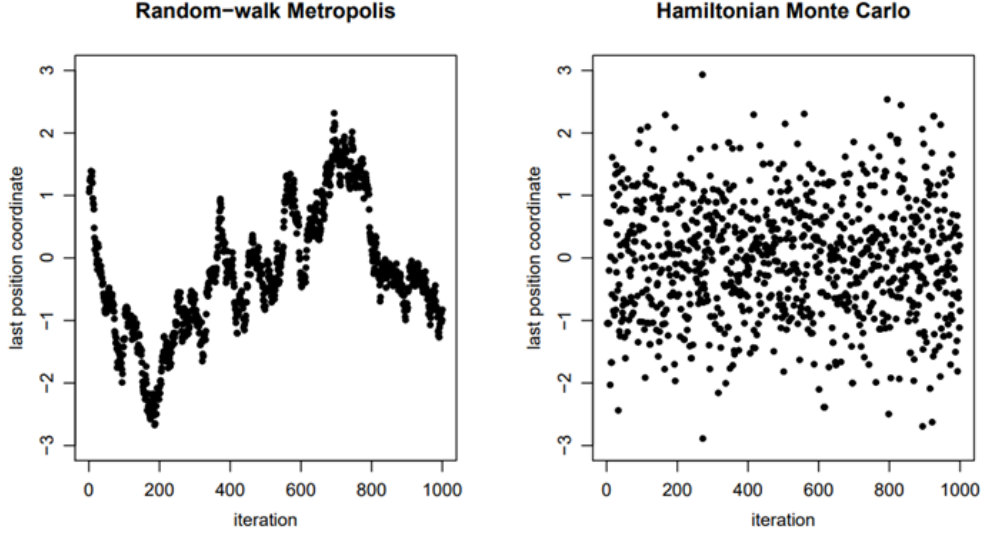 Random−walk Metropolis
3
2
1
0
−1
−2
−3
last position coordinate
0 200 400 600 800 1000
iteration
Hamiltonian Monte Carlo
3
2
1
0
−1
−2
−3
last position coordinate
0 200 400 600 800 1000
iteration